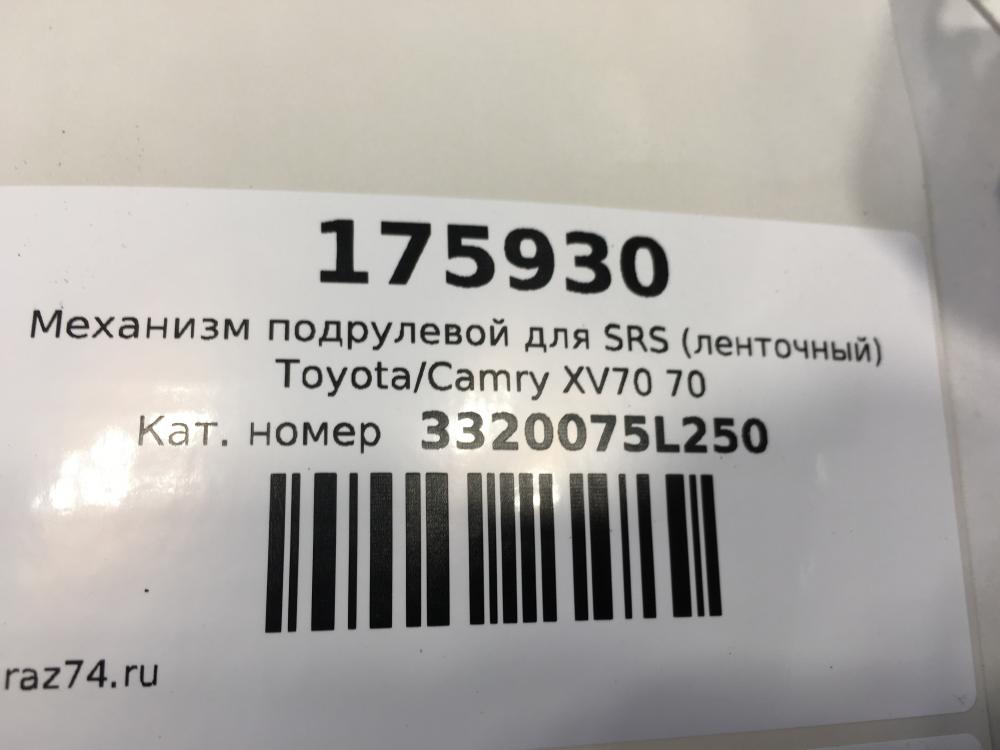 175930
Механизм подрулевой для SRS (ленточный)
Toyota/Camry XV70 70
Кат. номер 3320075L250
raz74.ru